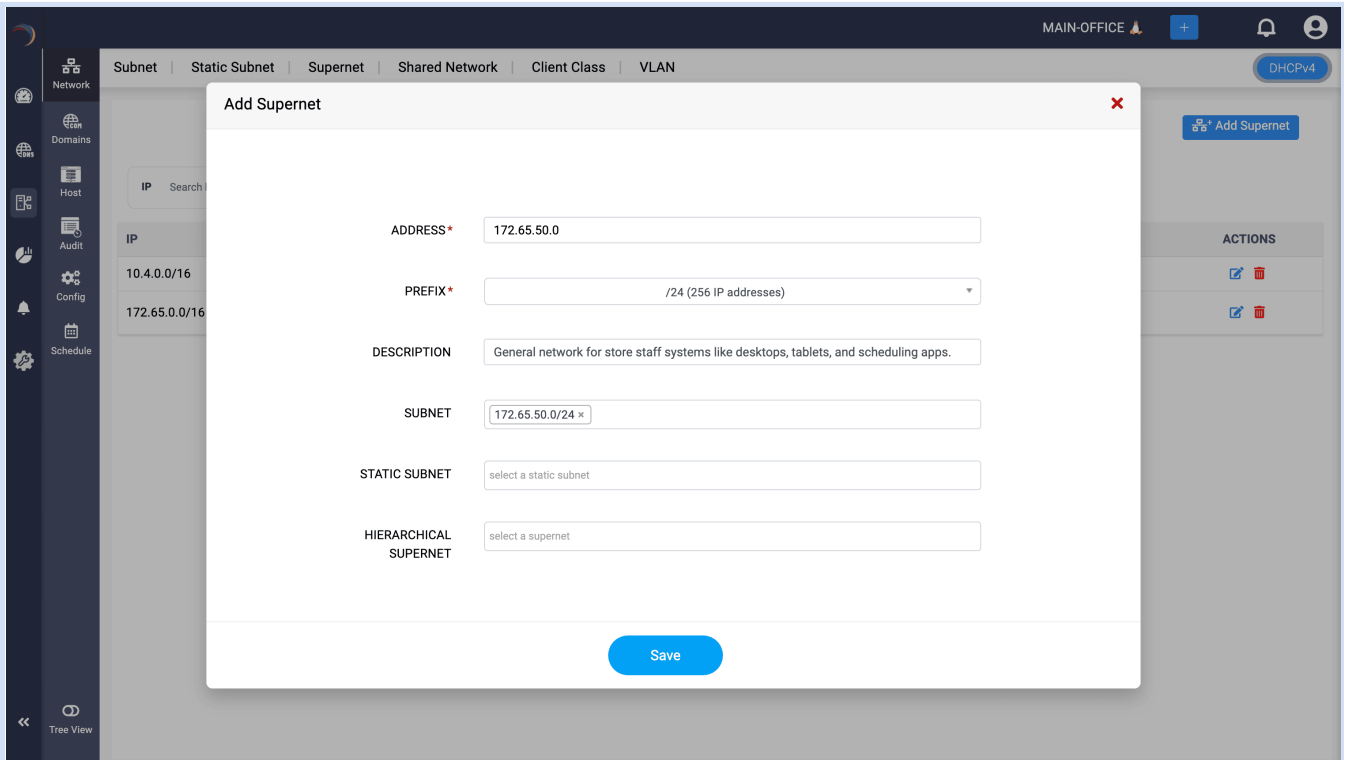 MAIN-OFFICE
Network
Domains
Host
Audit
Config
Schedule
Tree View
COM
DNS
Subnet | Static Subnet | Supernet | Shared Network | Client Class | VLAN
DHCPv4
Add Supernet
Add Supernet
IP Search
IP
ACTIONS
10.4.0.0/16
172.65.0.0/16
ADDRESS* 172.65.50.0
PREFIX* /24 (256 IP addresses)
DESCRIPTION General network for store staff systems like desktops, tablets, and scheduling apps.
SUBNET 172.65.50.0/24 ×
STATIC SUBNET select a static subnet
HIERARCHICAL SUPERNET select a supernet
Save